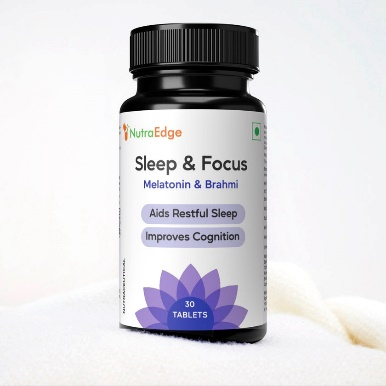 NutraEdge
Sleep & Focus
Melatonin & Brahmi
Aids Restful Sleep
Improves Cognition
30
TABLETS
NUTRACEUTICAL